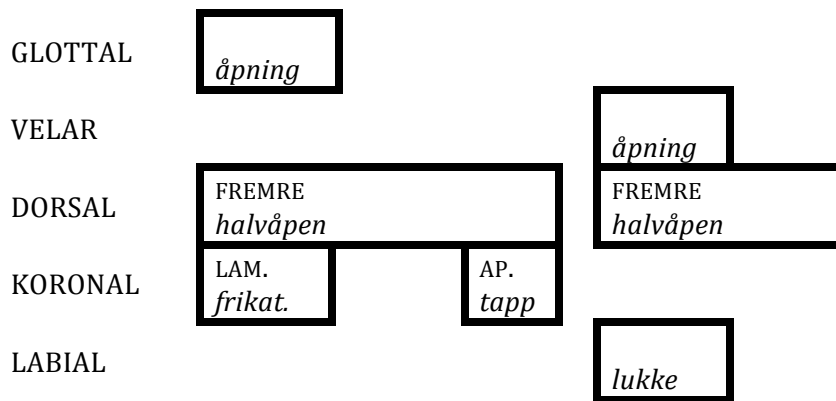 GLOTTAL
åpning
VELAR
åpning
DORSAL
FREMRE
halvåpen
FREMRE
halvåpen
KORONAL
LAM.
frikat.
AP.
tapp
LABIAL
lukke